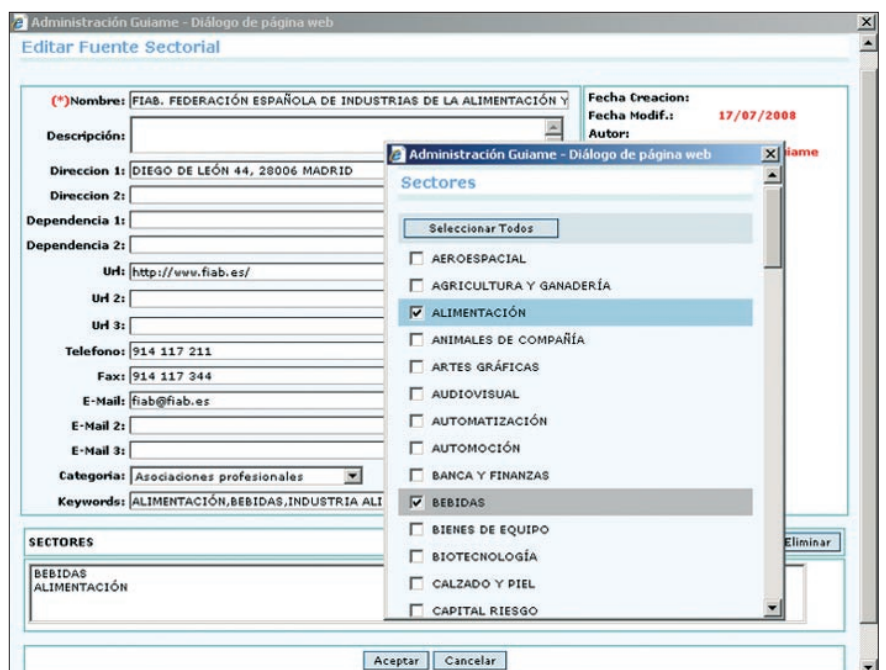 Administración Guiame - Diálogo de página web
Editar Fuente Sectorial
(*)Nombre: FIAB. FEDERACIÓN ESPAÑOLA DE INDUSTRIAS DE LA ALIMENTACIÓN Y
Descripción:
Direccion 1: DIEGO DE LEÓN 44, 28006 MADRID
Direccion 2:
Dependencia 1:
Dependencia 2:
Url: http://www.fiab.es/
Url 2:
Url 3:
Telefono: 914 117 211
Fax: 914 117 344
E-Mail: fiab@fiab.es
E-Mail 2:
E-Mail 3:
Categoria: Asociaciones profesionales
Keywords: ALIMENTACIÓN,BEBIDAS,INDUSTRIA ALI
Fecha Creacion:
Fecha Modif.: 17/07/2008
Autor:
iame
SECTORES
Eliminar
BEBIDAS
ALIMENTACIÓN
Aceptar Cancelar
Administración Guiame - Diálogo de página web
Sectores
Seleccionar Todos
AEROESPACIAL
AGRICULTURA Y GANADERÍA
ALIMENTACIÓN
ANIMALES DE COMPAÑÍA
ARTES GRÁFICAS
AUDIOVISUAL
AUTOMATIZACIÓN
AUTOMOCIÓN
BANCA Y FINANZAS
BEBIDAS
BIENES DE EQUIPO
BIOTECNOLOGÍA
CALZADO Y PIEL
CAPITAL RIESGO